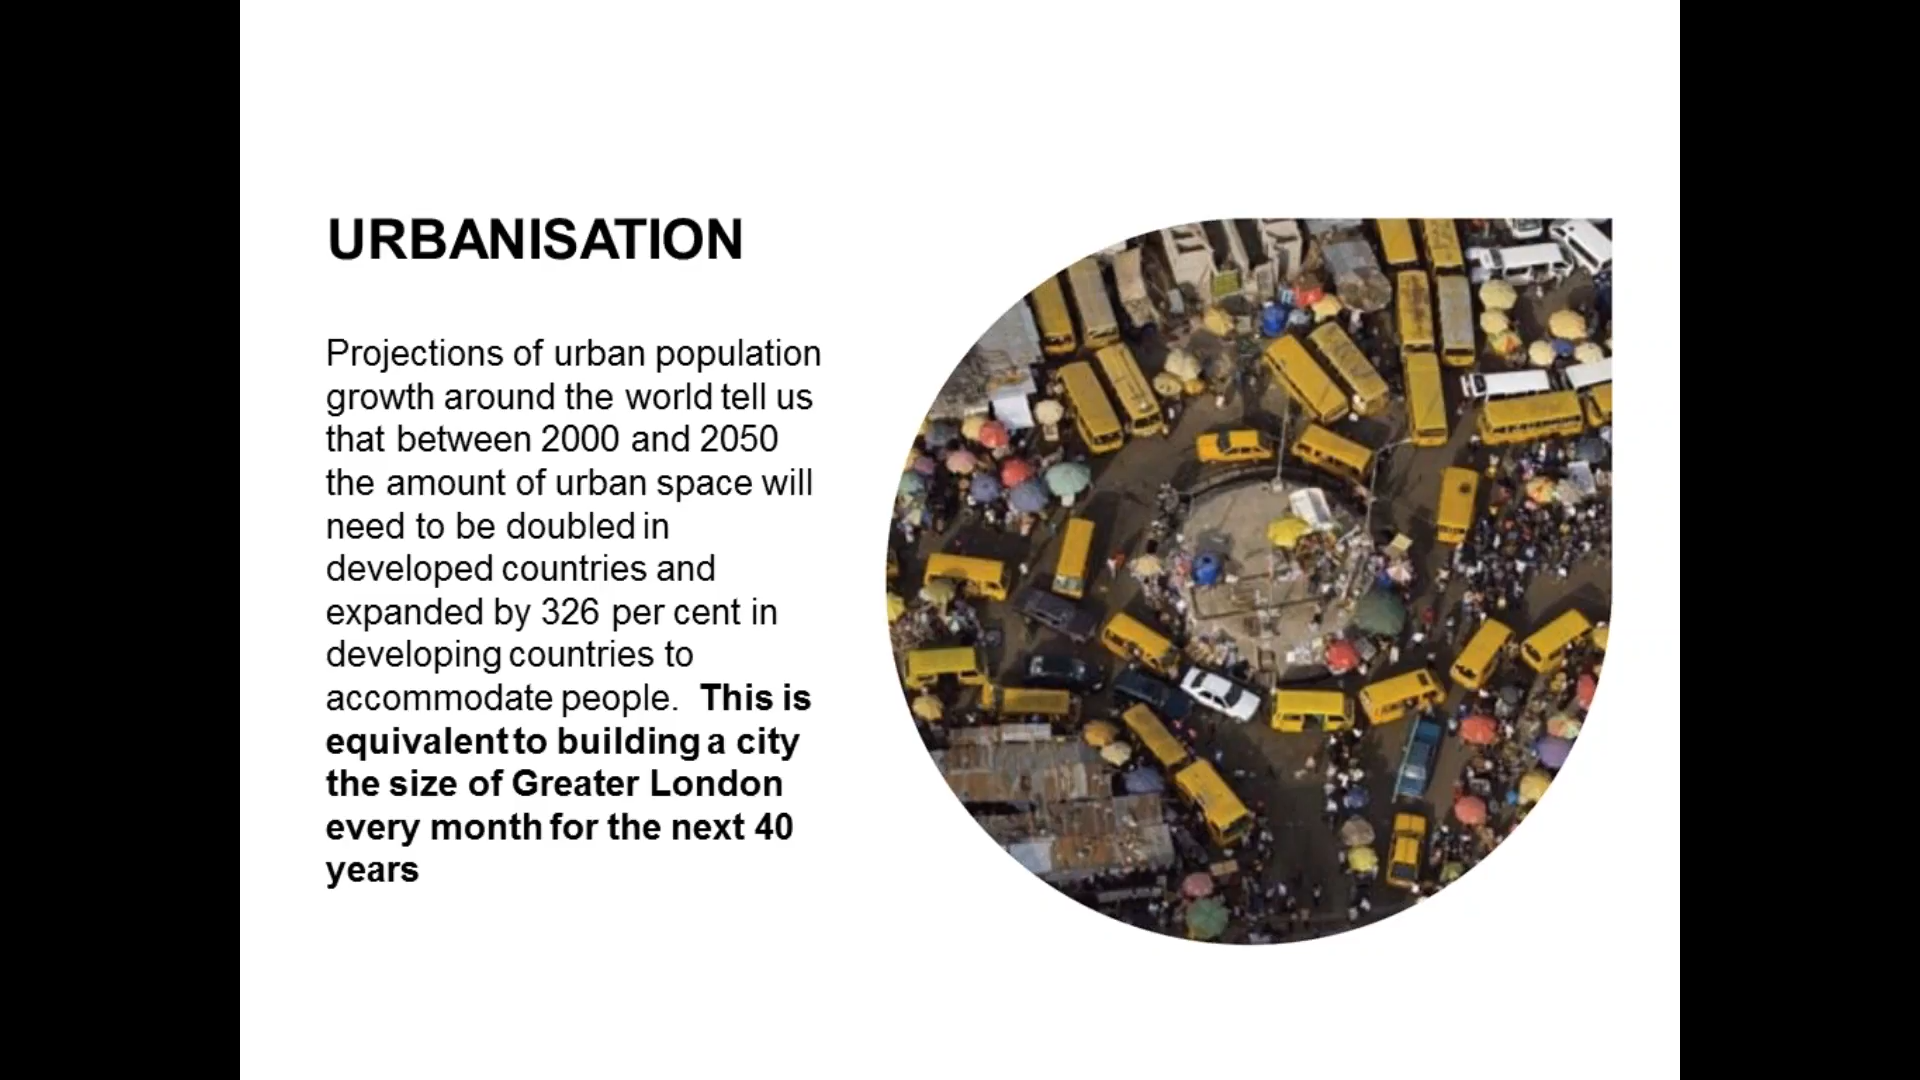 URBANISATION
Projections of urban population
growth around the world tell us
that between 2000 and 2050
the amount of urban space will
need to be doubled in
developed countries and
expanded by 326 per cent in
developing countries to
accommodate people.  This is
equivalent to building a city
the size of Greater London
every month for the next 40
years